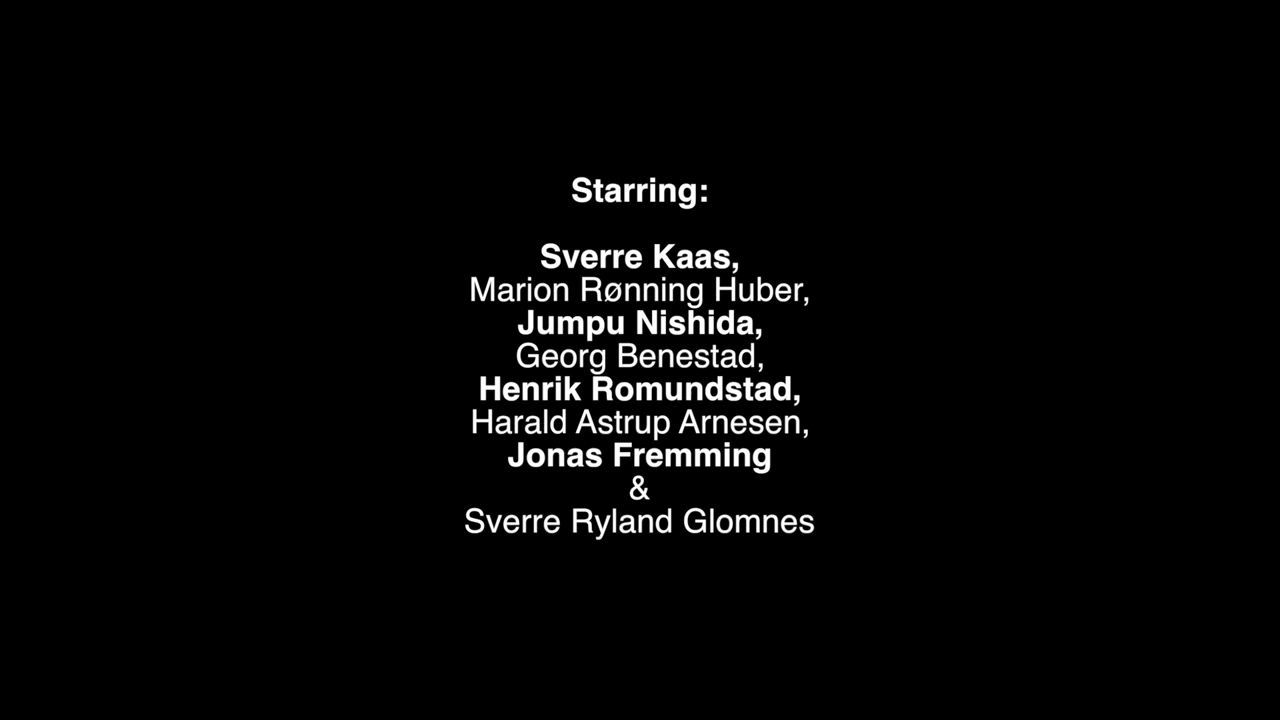 Starring:
Sverre Kaas,
Marion Rønning Huber,
Jumpu Nishida,
Georg Benestad,
Henrik Romundstad,
Harald Astrup Arnesen,
Jonas Fremming
&
Sverre Ryland Glomnes